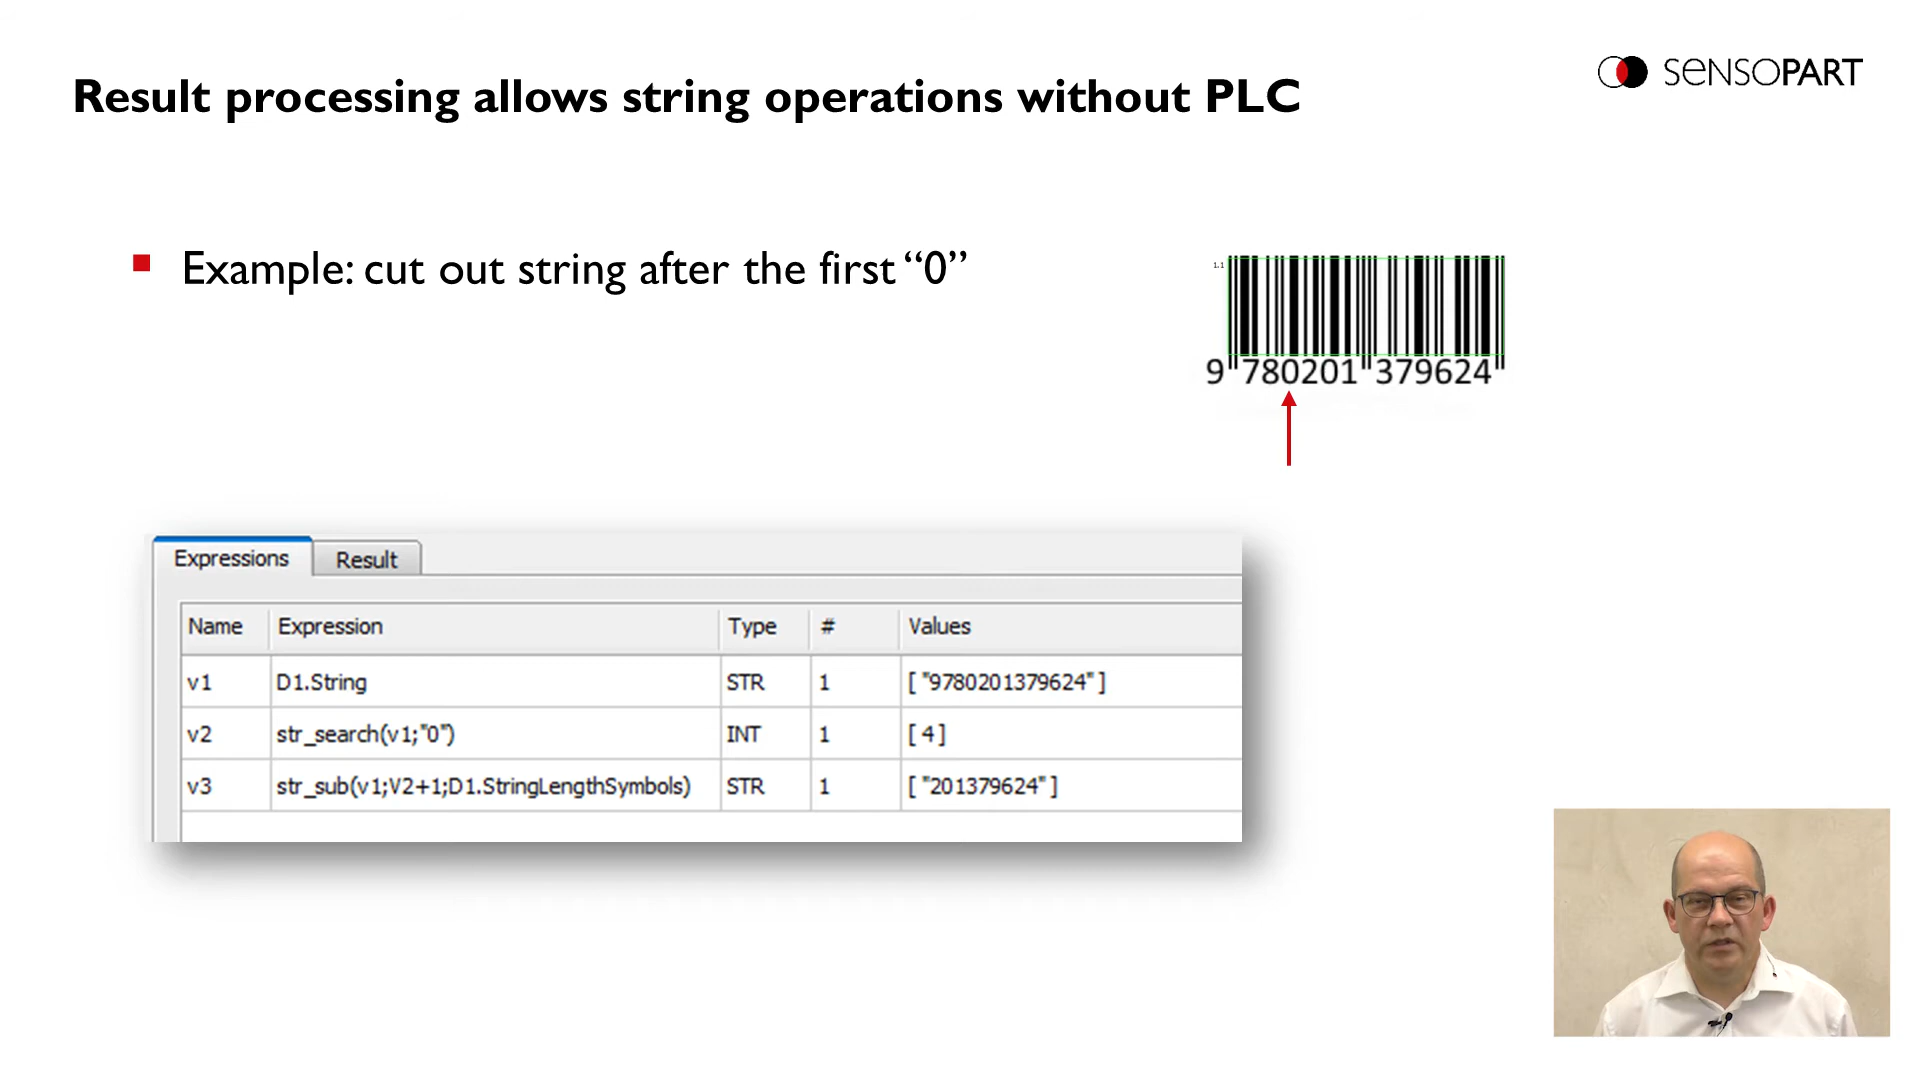 Result processing allows string operations without PLC
SENSOPART
Example: cut out string after the first “0”
1.1
9 780201 379624
Expressions Result
Name Expression Type # Values
v1 D1.String STR 1 [ "9780201379624" ]
v2 str_search(v1;"0") INT 1 [ 4 ]
v3 str_sub(v1;V2+1;D1.StringLengthSymbols) STR 1 [ "201379624" ]